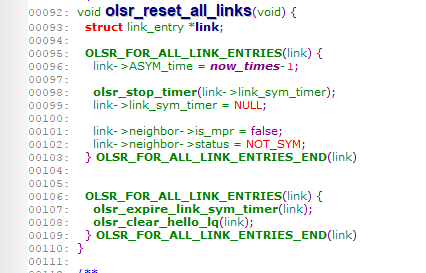 00092: void olsr_reset_all_links(void) {
00093:   struct link_entry *link;
00094:
00095:   OLSR_FOR_ALL_LINK_ENTRIES(link) {
00096:     link->ASYM_time = now_times-1;
00097:
00098:     olsr_stop_timer(link->link_sym_timer);
00099:     link->link_sym_timer = NULL;
00100:
00101:     link->neighbor->is_mpr = false;
00102:     link->neighbor->status = NOT_SYM;
00103:   } OLSR_FOR_ALL_LINK_ENTRIES_END(link)
00104:
00105:
00106:   OLSR_FOR_ALL_LINK_ENTRIES(link) {
00107:     olsr_expire_link_sym_timer(link);
00108:     olsr_clear_hello_lq(link);
00109:   } OLSR_FOR_ALL_LINK_ENTRIES_END(link)
00110: }
00111: